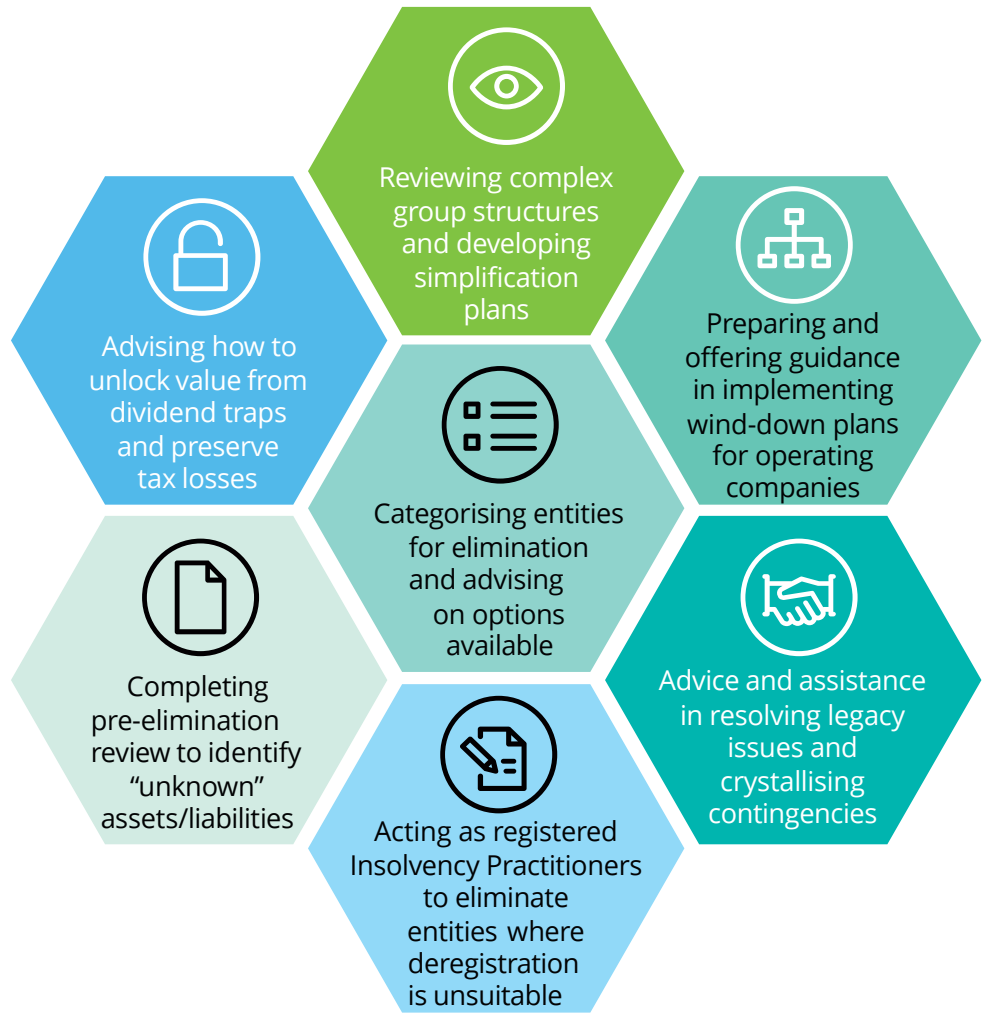 Reviewing complex
group structures
and developing
simplification
plans
Advising how to
unlock value from
dividend traps
and preserve
tax losses
Preparing and
offering guidance
in implementing
wind-down plans
for operating
companies
Categorising entities
for elimination
and advising
on options
available
Completing
pre-elimination
review to identify
“unknown”
assets/liabilities
Advice and assistance
in resolving legacy
issues and
crystallising
contingencies
Acting as registered
Insolvency Practitioners
to eliminate
entities where
deregistration
is unsuitable